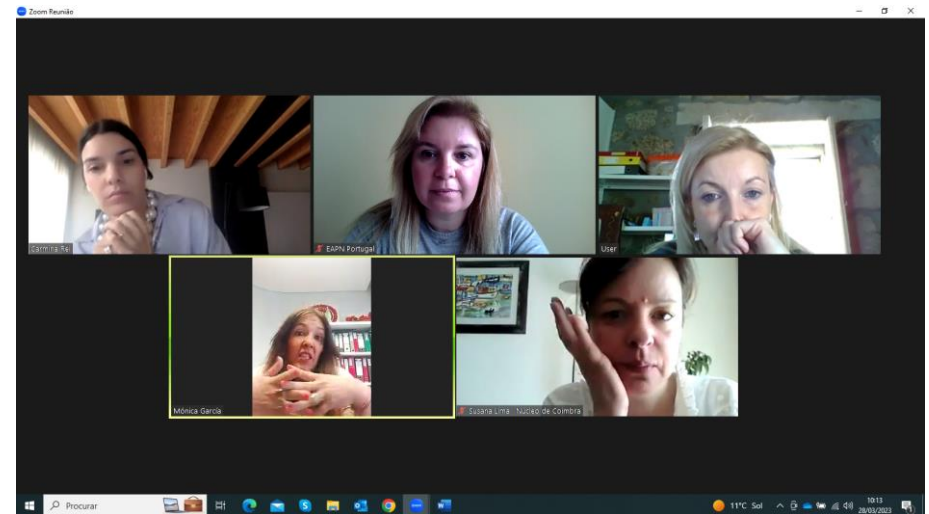 Zoom Reunião
Carmina Rei
EAPN Portugal
User
Mónica García
Susana Lima - Núcleo de Coimbra
Procurar
11°C Sol
10:13
28/03/2023